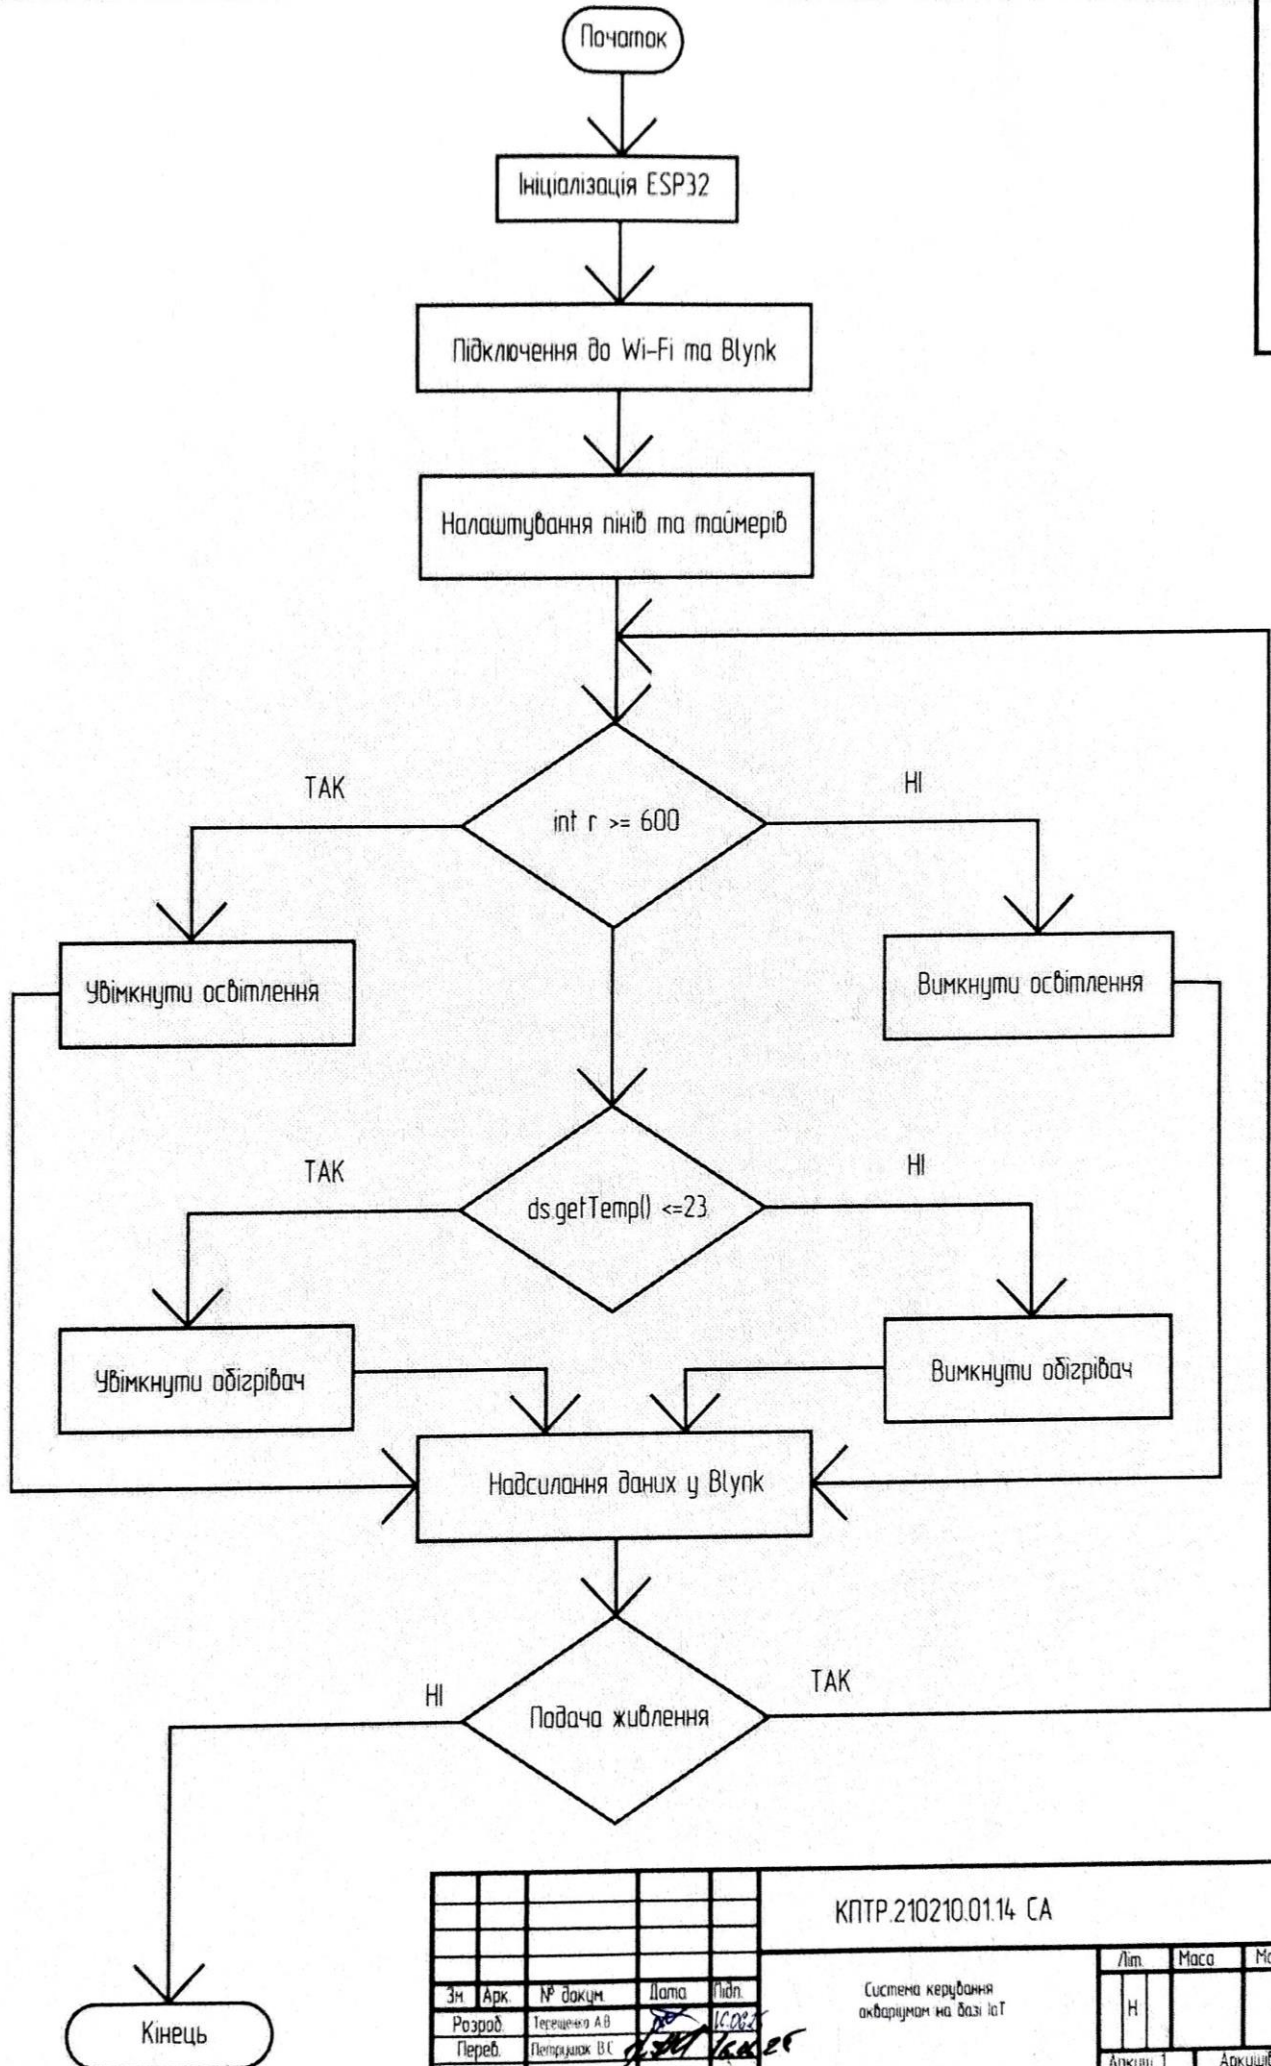 Початок
Ініціалізація ESP32
Підключення до Wi-Fi та Blynk
Налаштування пінів та таймерів
ТАК
НІ
int r >= 600
Увімкнути освітлення
Вимкнути освітлення
ТАК
НІ
ds.getTemp() <=23
Увімкнути обігрівач
Вимкнути обігрівач
Надсилання даних у Blynk
НІ
ТАК
Подача живлення
Кінець
КПТР.210210.01.14 СА
Система керування
акваріумом на базі ІоТ
Літ. Маса
Н
Аркуш 1
Зм. Арк. № докум. Дата Підп.
Розроб. Терещенко А.В
Перев. Петрушак В.С